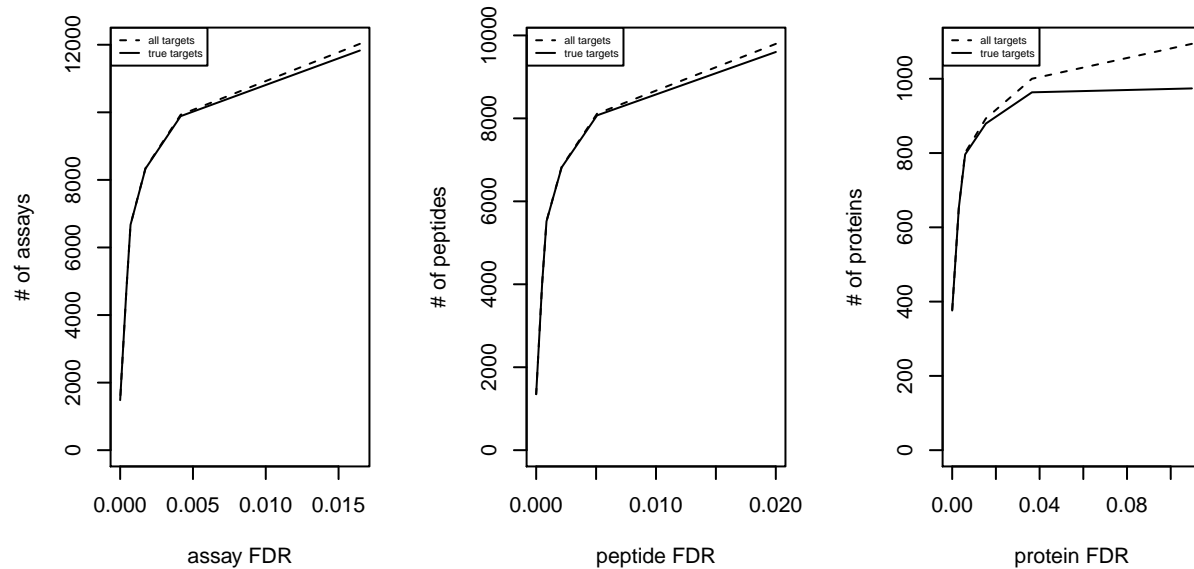 all targets
true targets
# of assays
0
2000
4000
6000
8000
12000
0.000
0.005
0.010
0.015
assay FDR
all targets
true targets
# of peptides
0
2000
4000
6000
8000
10000
0.000
0.010
0.020
peptide FDR
all targets
true targets
# of proteins
0
200
400
600
800
1000
0.00
0.04
0.08
protein FDR